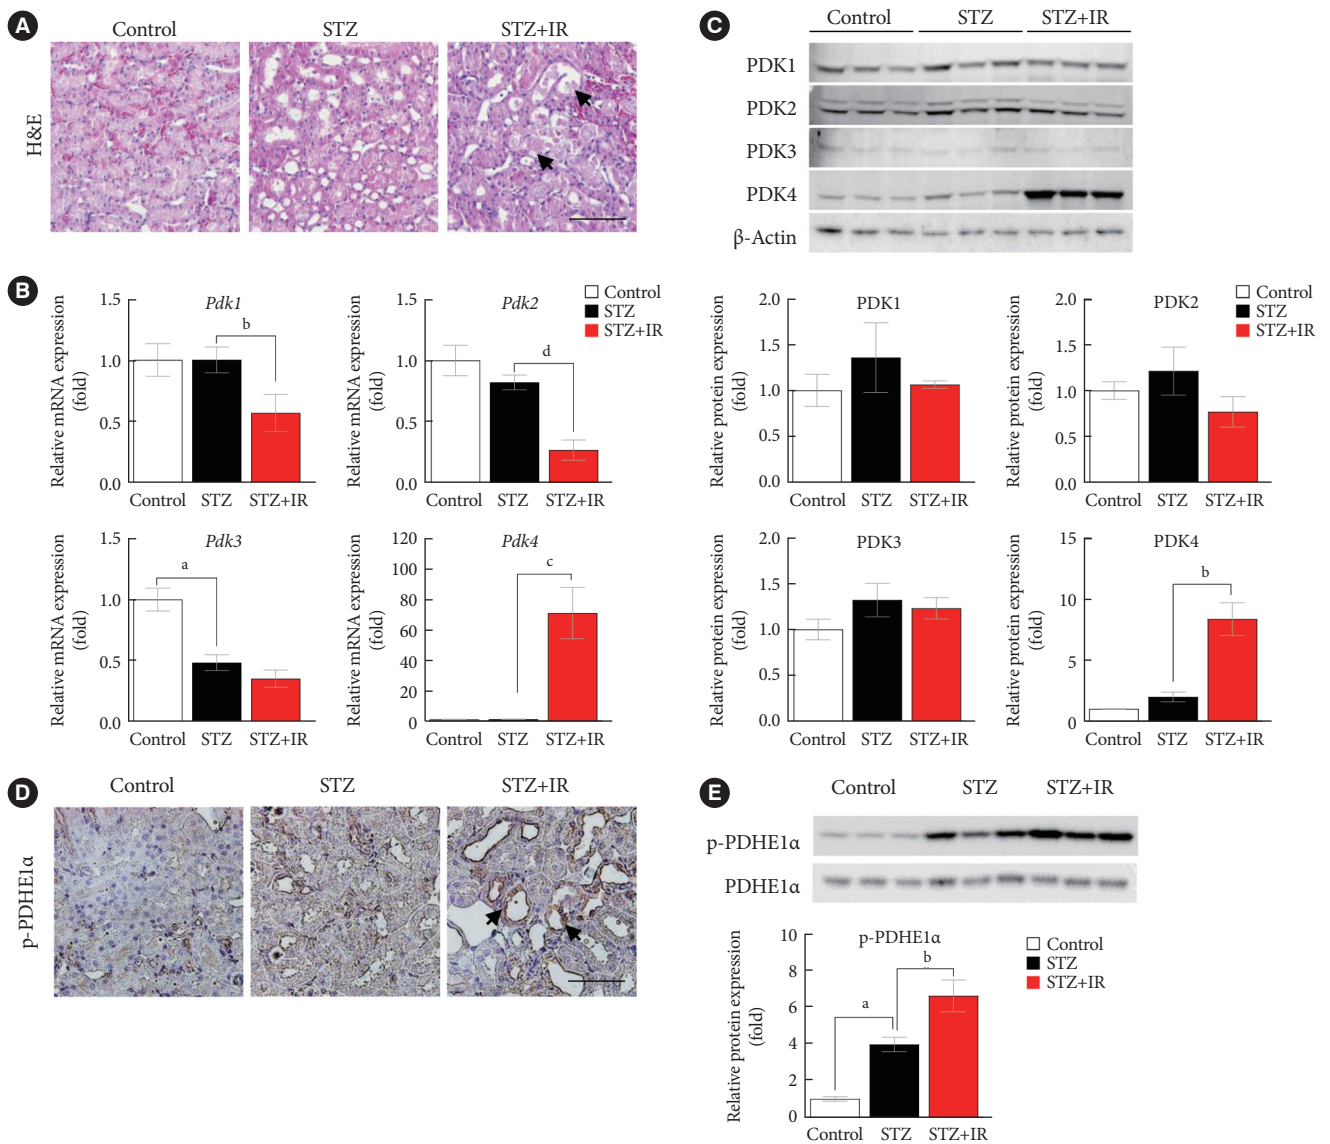 A
Control STZ STZ+IR
H&E
B
Pdk1
Relative mRNA expression
(fold)
1.5
1.0
0.5
0.0
b
Control STZ STZ+IR
Pdk2
Relative mRNA expression
(fold)
1.5
1.0
0.5
0.0
d
Control STZ STZ+IR
Control
STZ
STZ+IR
Pdk3
Relative mRNA expression
(fold)
1.5
1.0
0.5
0.0
a
Control STZ STZ+IR
Pdk4
Relative mRNA expression
(fold)
120
100
80
60
40
20
0
c
Control STZ STZ+IR
C
Control STZ STZ+IR
PDK1
PDK2
PDK3
PDK4
β-Actin
PDK1
Relative protein expression
(fold)
2.0
1.5
1.0
0.5
0.0
Control STZ STZ+IR
PDK2
Relative protein expression
(fold)
2.0
1.5
1.0
0.5
0.0
Control STZ STZ+IR
Control
STZ
STZ+IR
PDK3
Relative protein expression
(fold)
2.0
1.5
1.0
0.5
0.0
Control STZ STZ+IR
PDK4
Relative protein expression
(fold)
15
10
5
0
b
Control STZ STZ+IR
D
Control STZ STZ+IR
p-PDHE1α
E
Control STZ STZ+IR
p-PDHE1α
PDHE1α
p-PDHE1α
Relative protein expression
(fold)
10
8
6
4
2
0
a
b
Control STZ STZ+IR
Control
STZ
STZ+IR